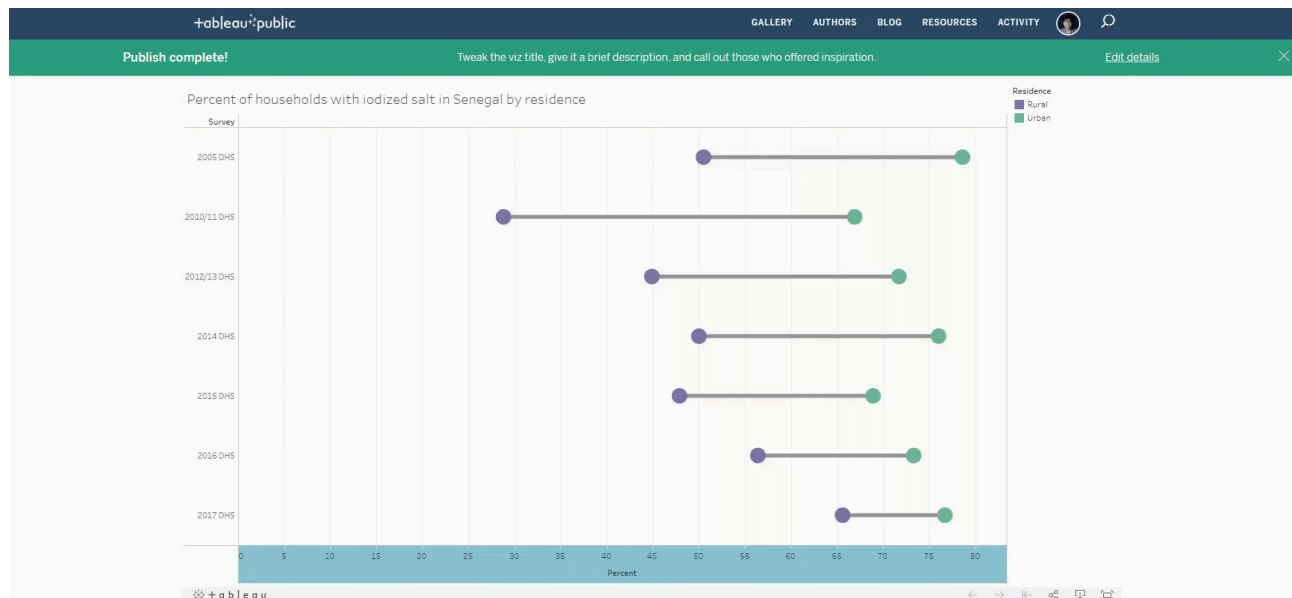 +ableau public
GALLERY AUTHORS BLOG RESOURCES ACTIVITY
Publish complete! Tweak the viz title, give it a brief description, and call out those who offered inspiration. Edit details
Percent of households with iodized salt in Senegal by residence
Residence
Rural
Urban
Survey
2005 DHS
2010/11 DHS
2012/13 DHS
2014 DHS
2015 DHS
2016 DHS
2017 DHS
0 5 10 15 20 25 30 35 40 45 50 55 60 65 70 75 80
Percent
+ableau